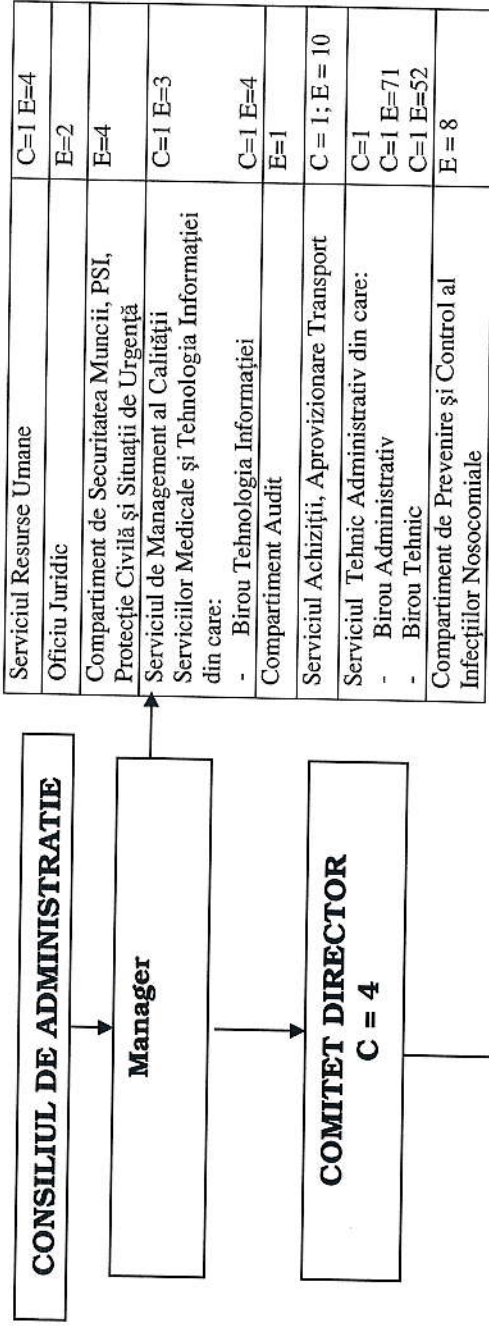 CONSILIUL DE ADMINISTRATIE
Manager
COMITET DIRECTOR
C = 4
Serviciul Resurse Umane C=1 E=4
Oficiu Juridic E=2
Compartiment de Securitatea Muncii, PSI, E=4
Protecție Civilă și Situații de Urgență
Serviciul de Management al Calității C=1 E=3
Serviciilor Medicale și Tehnologia Informației
din care:
- Birou Tehnologia Informației C=1 E=4
Compartiment Audit E=1
Serviciul Achiziții, Aprovizionare Transport C = 1; E = 10
Serviciul Tehnic Administrativ din care: C=1
- Birou Administrativ C=1 E=71
- Birou Tehnic C=1 E=52
Compartiment de Prevenire și Control al E = 8
Infecțiilor Nosocomiale